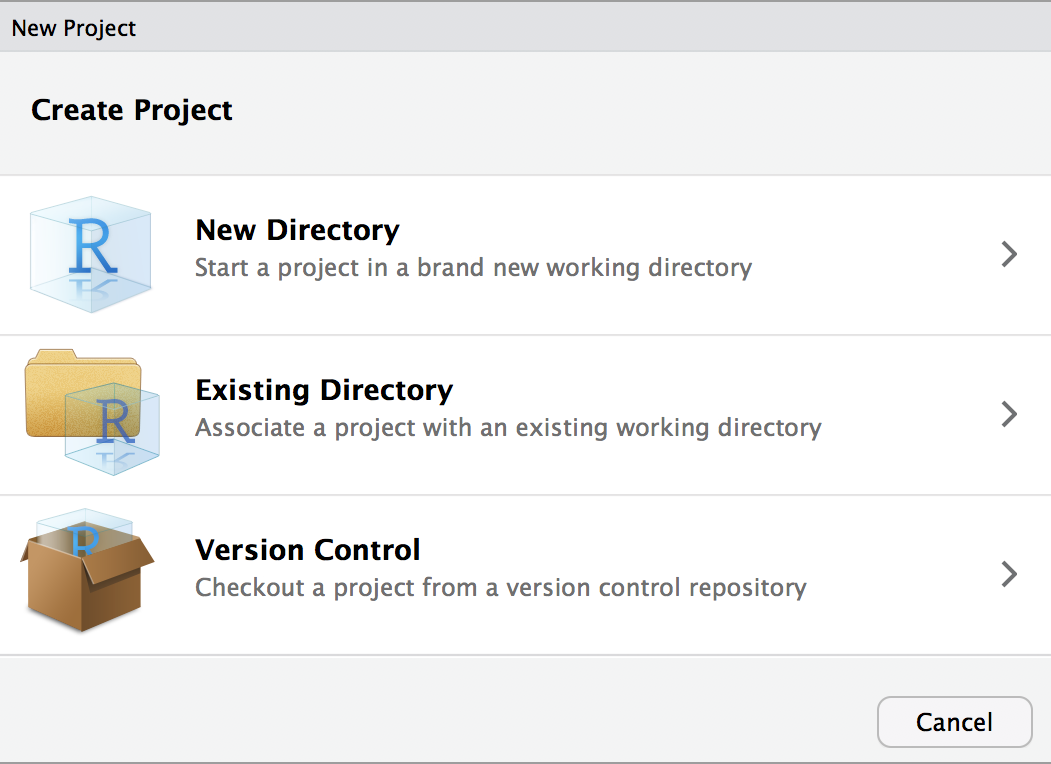 New Project
Create Project
R
New Directory
Start a project in a brand new working directory
R
Existing Directory
Associate a project with an existing working directory
R
Version Control
Checkout a project from a version control repository
Cancel